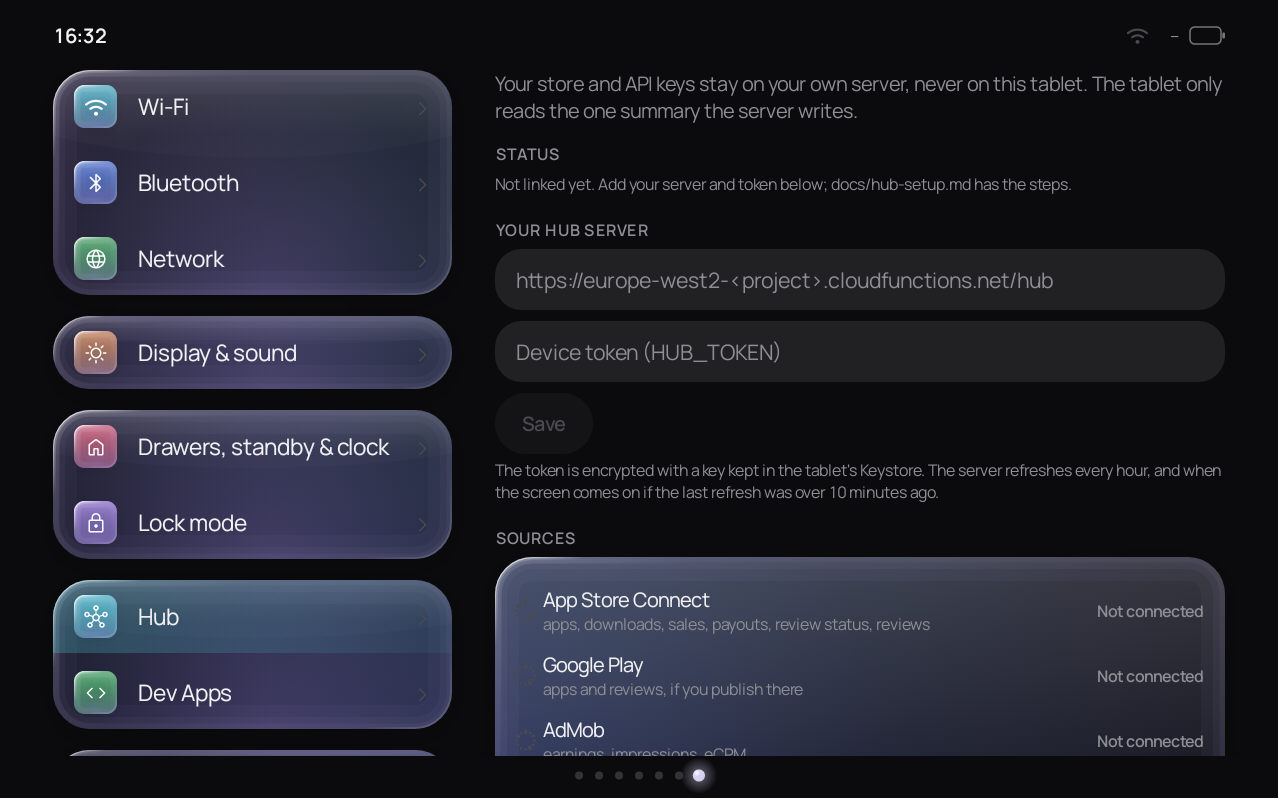 16:32
–
Wi-Fi
Bluetooth
Network
Display & sound
Drawers, standby & clock
Lock mode
Hub
Dev Apps
Your store and API keys stay on your own server, never on this tablet. The tablet only
reads the one summary the server writes.
STATUS
Not linked yet. Add your server and token below; docs/hub-setup.md has the steps.
YOUR HUB SERVER
https://europe-west2-<project>.cloudfunctions.net/hub
Device token (HUB_TOKEN)
Save
The token is encrypted with a key kept in the tablet's Keystore. The server refreshes every hour, and when
the screen comes on if the last refresh was over 10 minutes ago.
SOURCES
App Store Connect
apps, downloads, sales, payouts, review status, reviews
Not connected
Google Play
apps and reviews, if you publish there
Not connected
AdMob
earnings, impressions, eCPM
Not connected